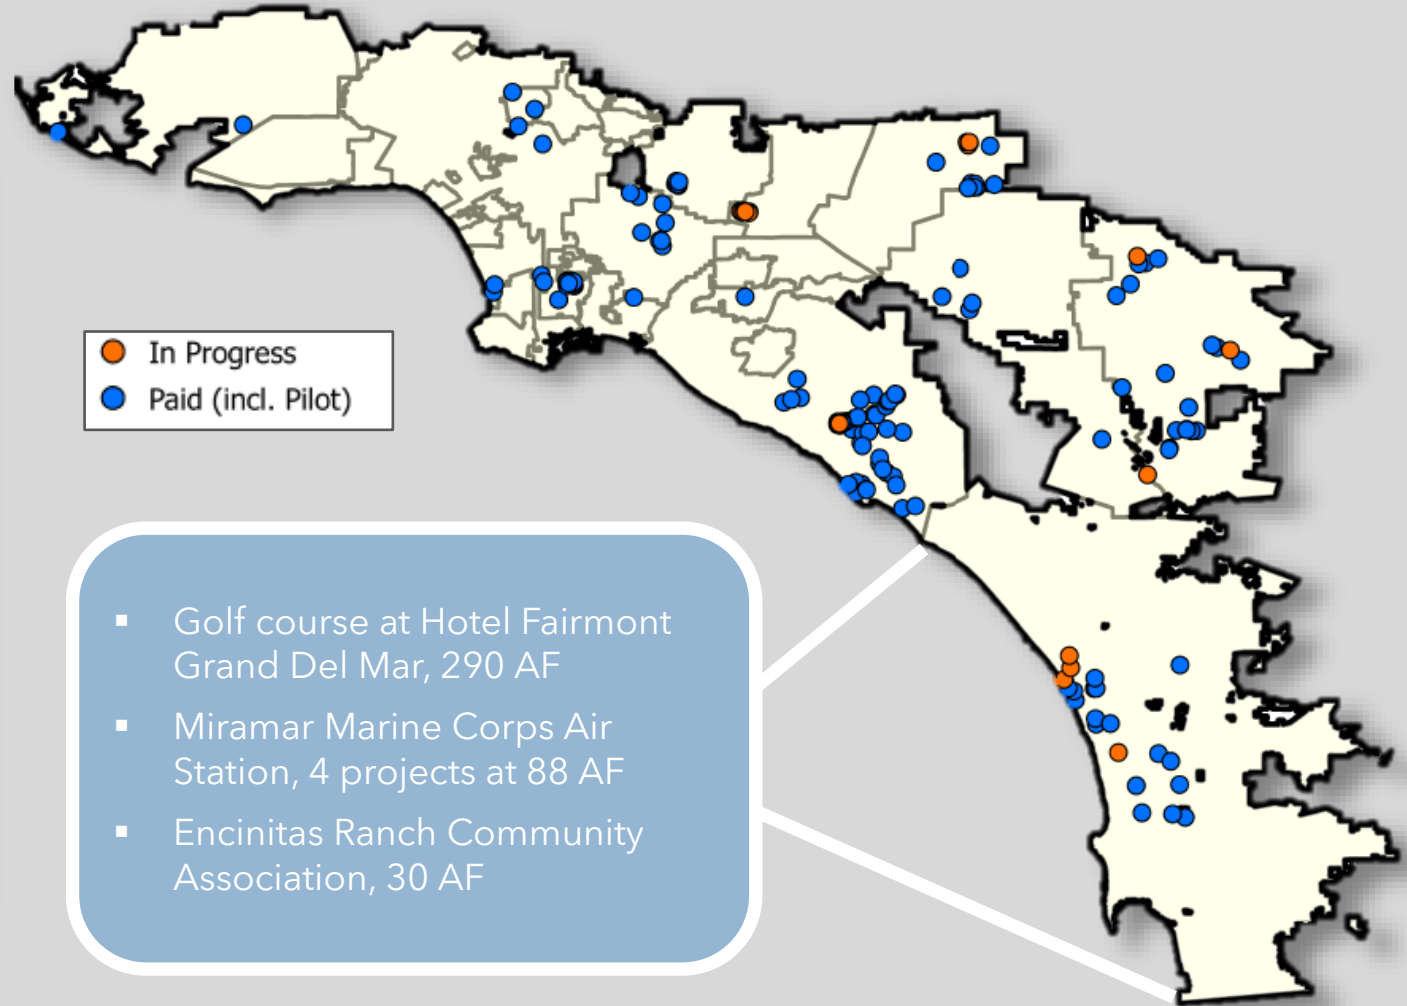 In Progress
Paid (incl. Pilot)
▪ Golf course at Hotel Fairmont
Grand Del Mar, 290 AF
▪ Miramar Marine Corps Air
Station, 4 projects at 88 AF
▪ Encinitas Ranch Community
Association, 30 AF